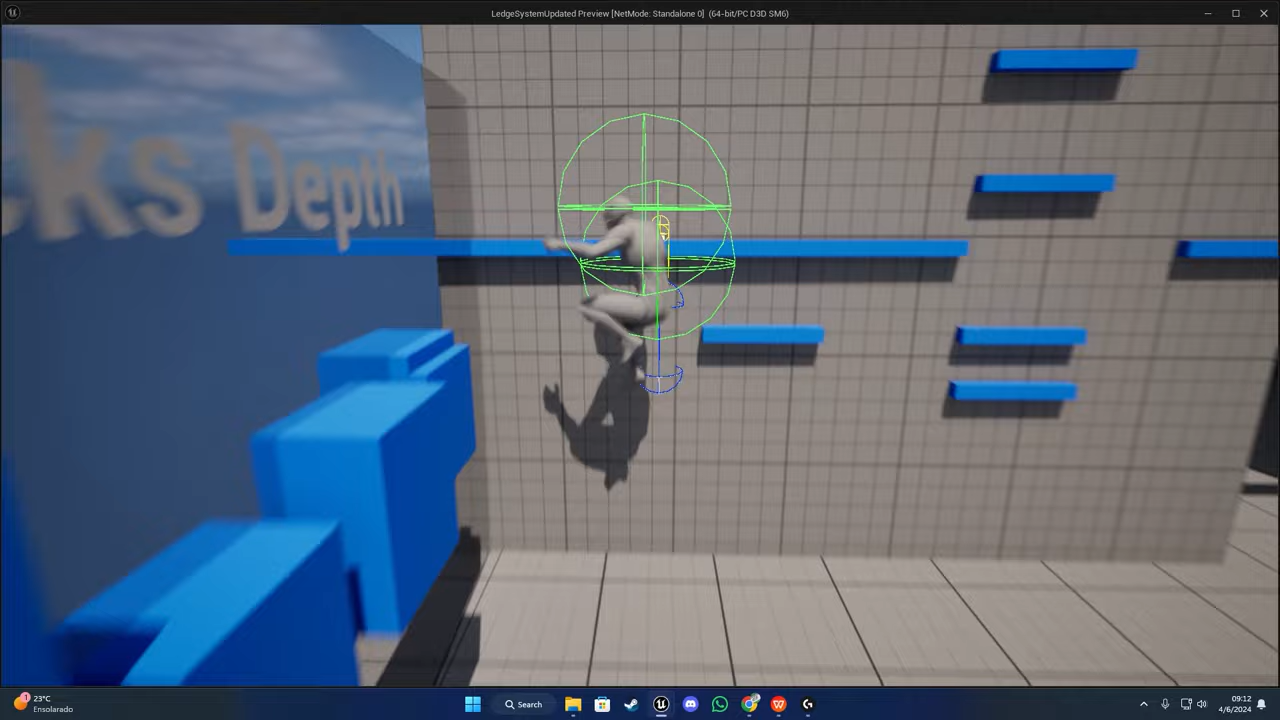 LedgeSystemUpdated Preview [NetMode: Standalone 0] (64-bit/PC D3D SM6)
cks Depth
1
23°C
Ensolarado
Search
09:12
4/6/2024